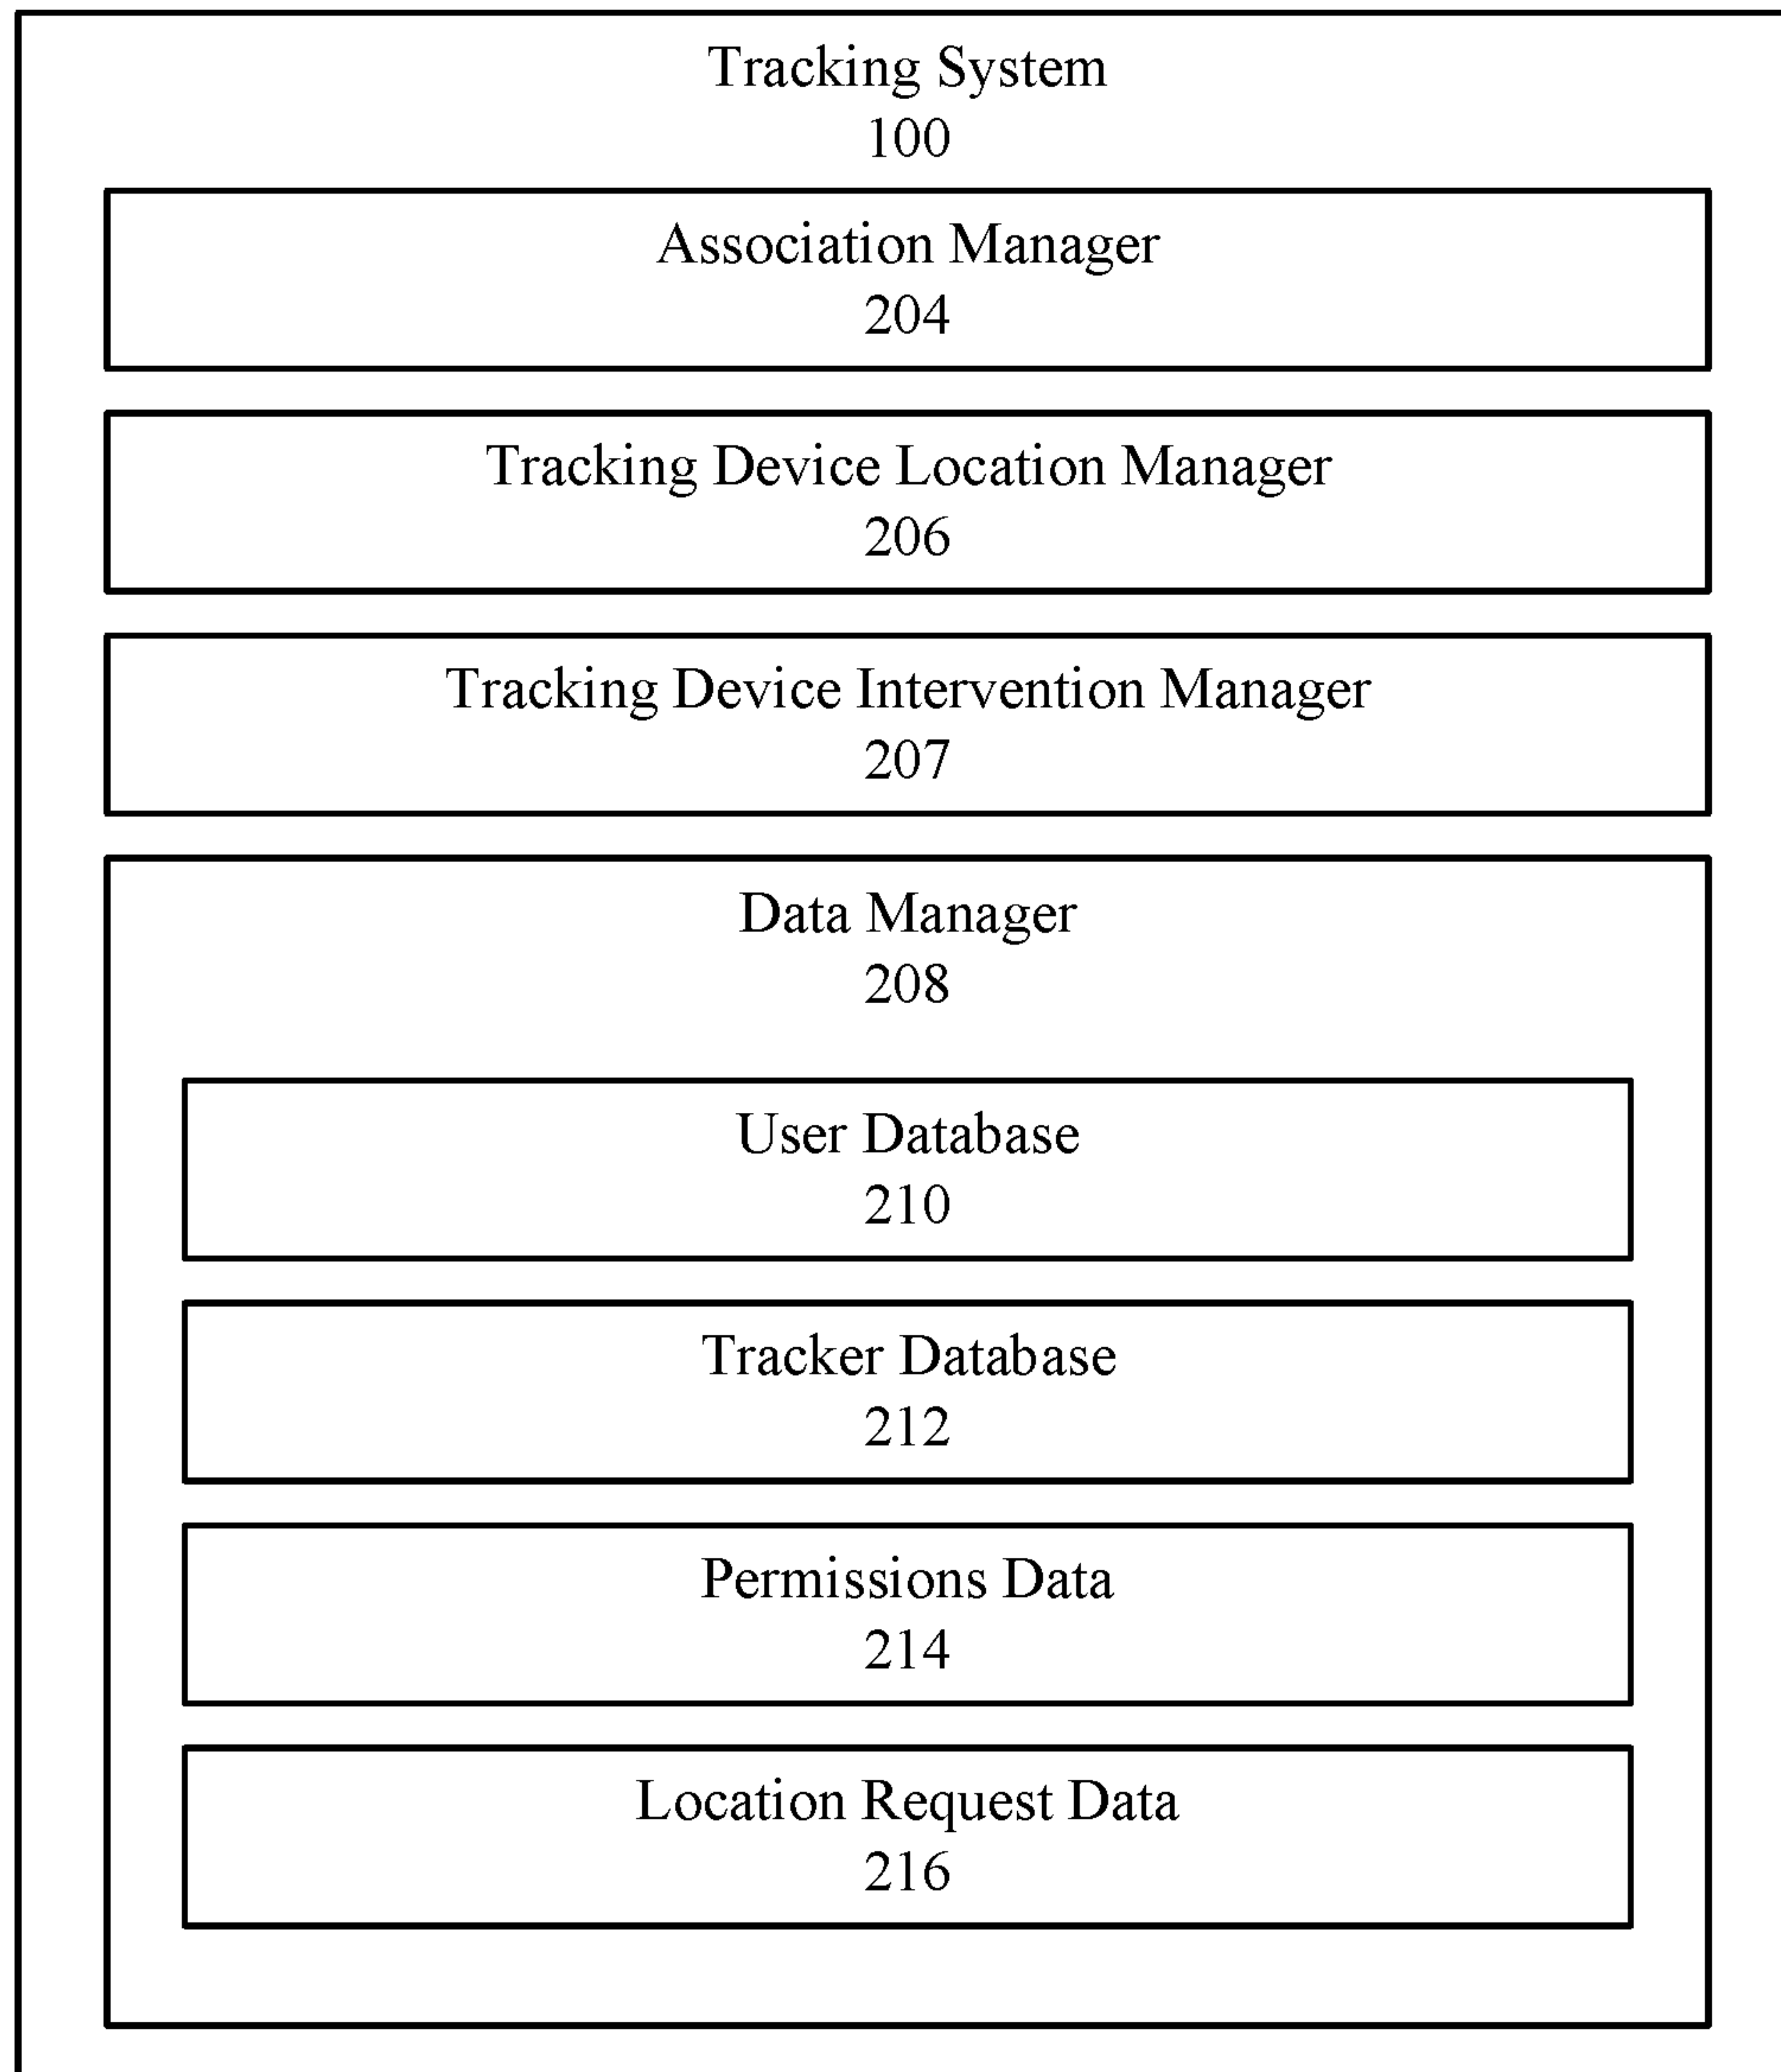 Tracking System
100
Association Manager
204
Tracking Device Location Manager
206
Tracking Device Intervention Manager
207
Data Manager
208
User Database
210
Tracker Database
212
Permissions Data
214
Location Request Data
216